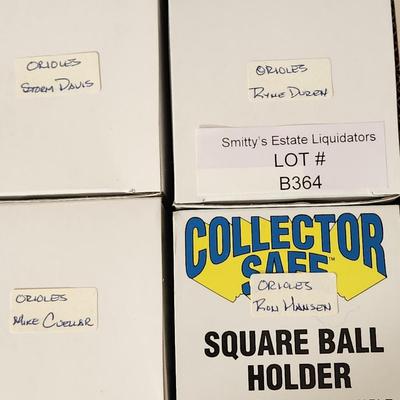 ORIOLES
STORM DAVIS
ORIOLES
RYNE DUREN
Smitty's Estate Liquidators
LOT #
B364
ORIOLES
MIKE CUELLAR
COLLECTOR
SAFE™
ORIOLES
RON HANSEN
SQUARE BALL
HOLDER